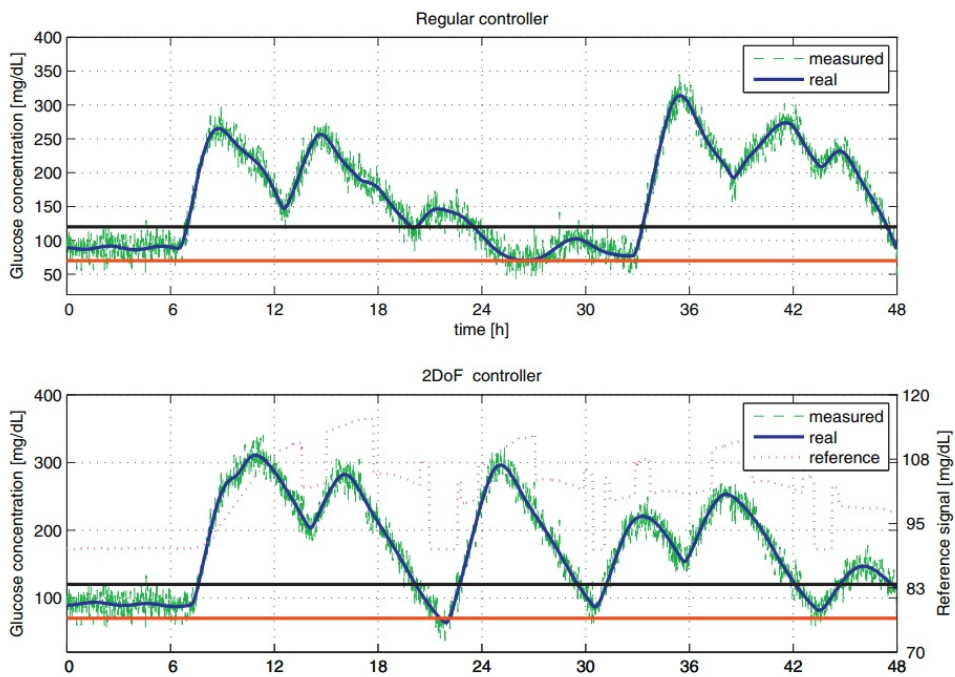 Regular controller
Glucose concentration [mg/dL]
400
350
300
250
200
150
100
50
measured
real
0 6 12 18 24 30 36 42 48
time [h]
2DoF controller
Glucose concentration [mg/dL]
400
300
200
100
measured
real
reference
120
108
95
83
70
Reference signal [mg/dL]
0 6 12 18 24 30 36 42 48